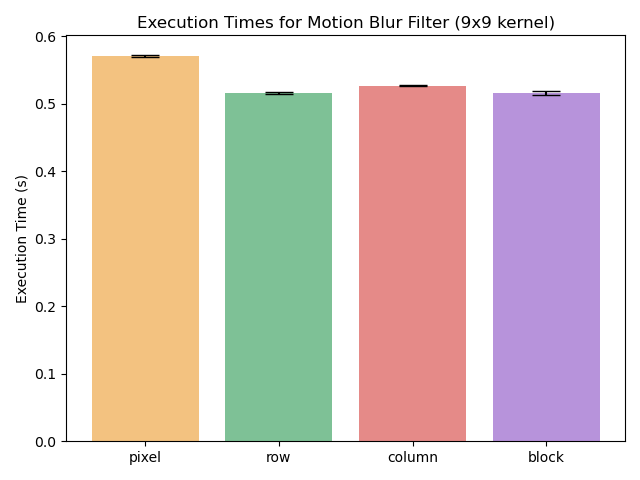 Execution Times for Motion Blur Filter (9x9 kernel)
Execution Time (s)
0.6
0.5
0.4
0.3
0.2
0.1
0.0
pixel
row
column
block